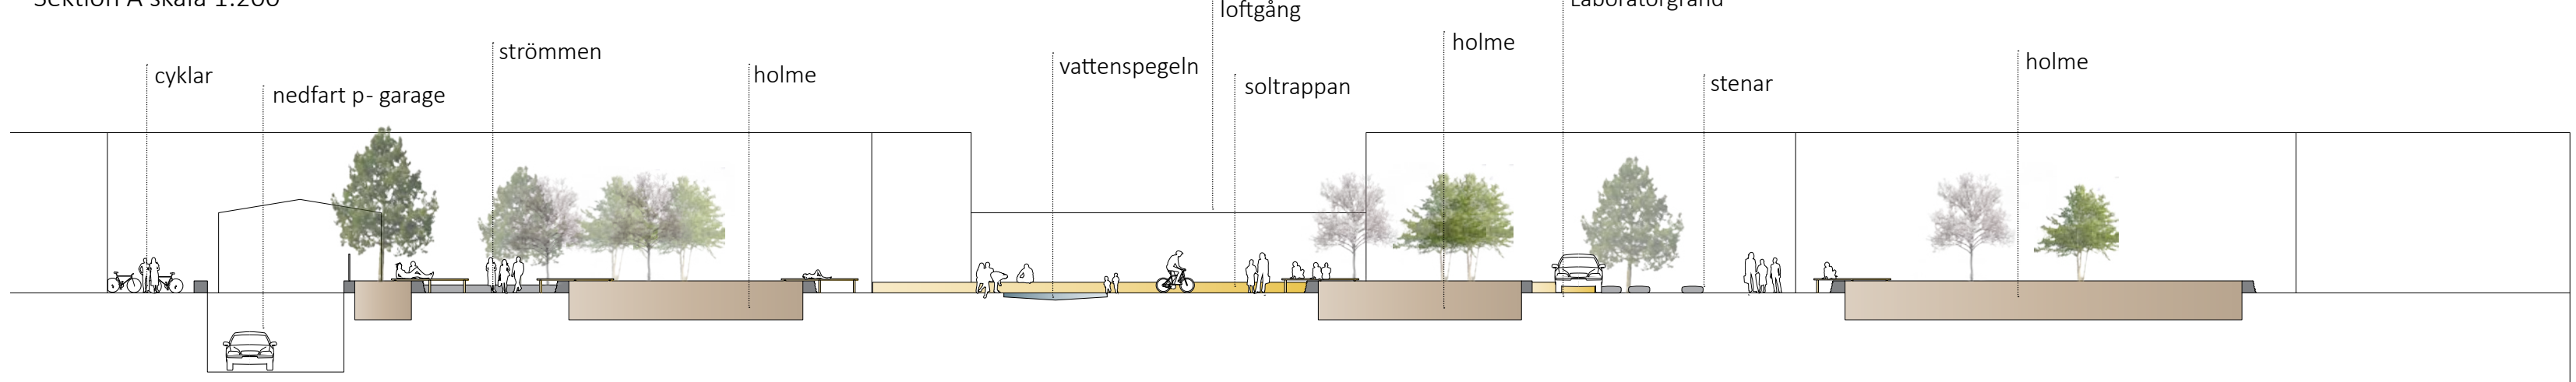 Sektion A skala 1:200
loftgång
Laboratorgränd
strömmen
holme
cyklar
vattenspegeln
holme
holme
nedfart p- garage
soltrappan
stenar